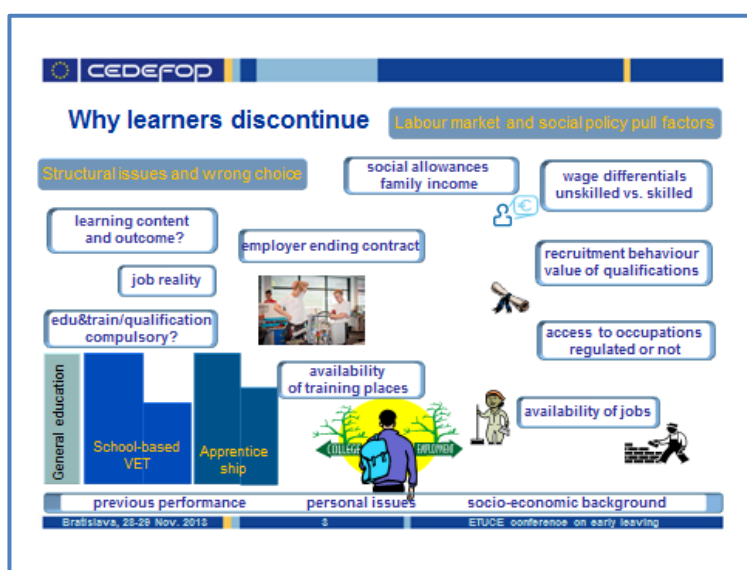 CEDEFOP
Why learners discontinue
Labour market and social policy pull factors
Structural issues and wrong choice
social allowances
family income
wage differentials
unskilled vs. skilled
learning content
and outcome?
employer ending contract
recruitment behaviour
value of qualifications
job reality
edu&train/qualification
compulsory?
access to occupations
regulated or not
availability
of training places
availability of jobs
General education
School-based
VET
Apprentice
ship
COLLEGE
EMPLOYMENT
previous performance
personal issues
socio-economic background
Bratislava, 28-29 Nov. 2013
3
ETUCE conference on early leaving